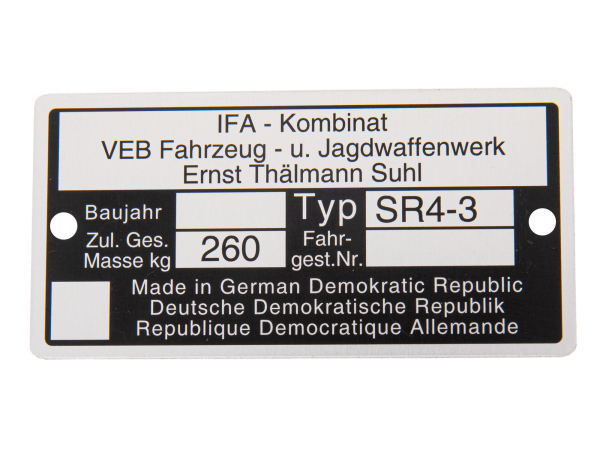 IFA - Kombinat
VEB Fahrzeug - u. Jagdwaffenwerk
Ernst Thälmann Suhl
Baujahr
Typ SR4-3
Zul. Ges.
Masse kg 260
Fahr-
gest.Nr.
Made in German Demokratic Republic
Deutsche Demokratische Republik
Republique Democratique Allemande